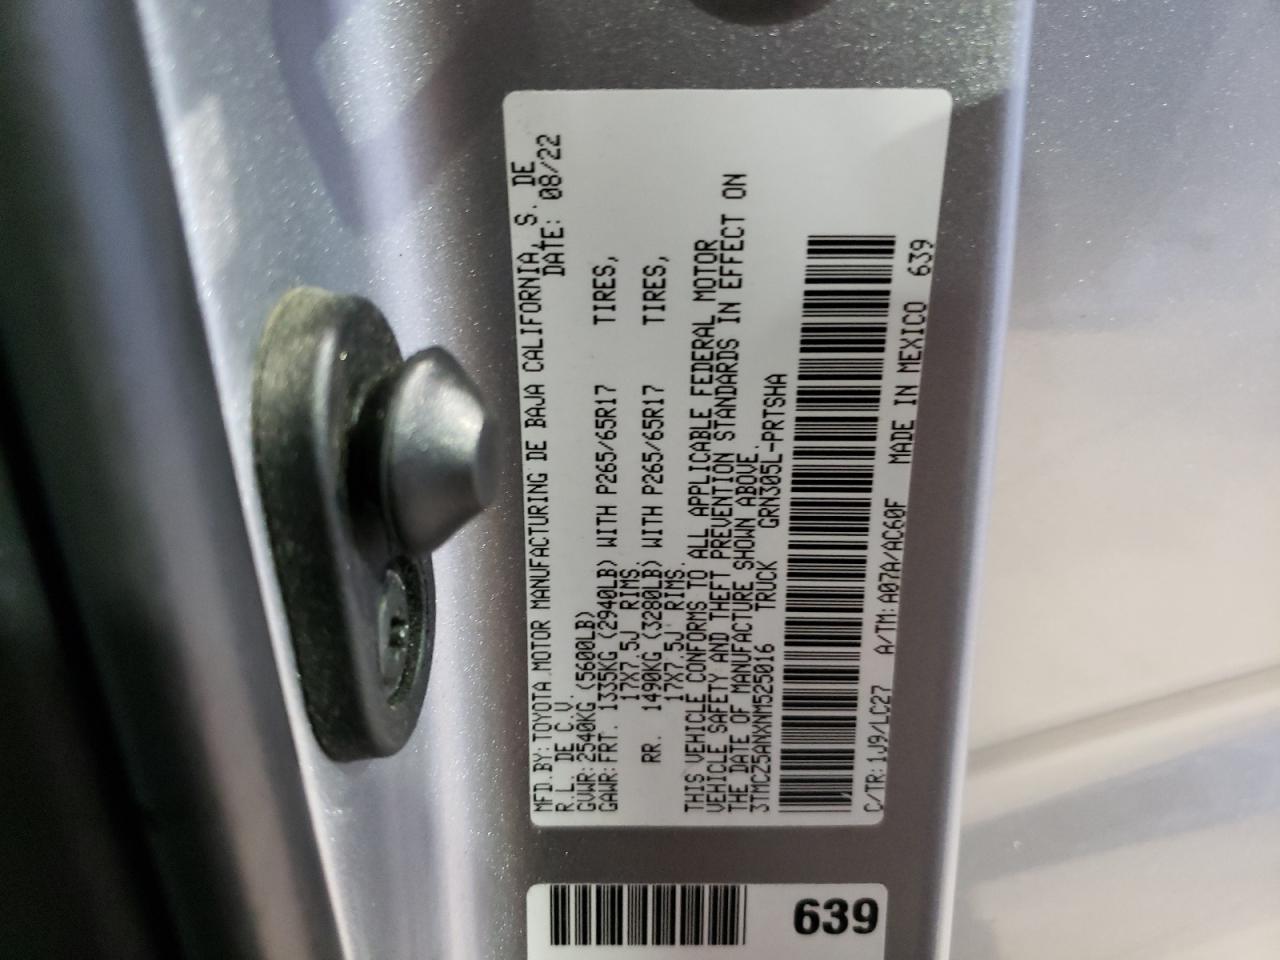 MFD.BY:TOYOTA MOTOR MANUFACTURING DE BAJA CALIFORNIA, S. DE
R.L DE C.V. DATE: 08/22
GVWR:2540KG (5600LB)
GAWR:FRT. 1335KG (2940LB) WITH P265/65R17 TIRES,
17X7.5J RIMS.
RR. 1490KG (3280LB) WITH P265/65R17 TIRES,
17X7.5J RIMS.
THIS VEHICLE CONFORMS TO ALL APPLICABLE FEDERAL MOTOR
VEHICLE SAFETY AND THEFT PREVENTION STANDARDS IN EFFECT ON
THE DATE OF MANUFACTURE SHOWN ABOVE.
3TMCZ5ANXNM525016 TRUCK GRN305L-PRTSHA
C/TR:1J9/LC27 A/TM:A07A/AC60F MADE IN MEXICO 639
639